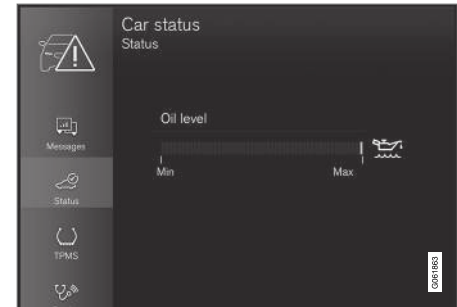 Car status
Status
Oil level
Min Max
Messages
Status
TPMS
G061863